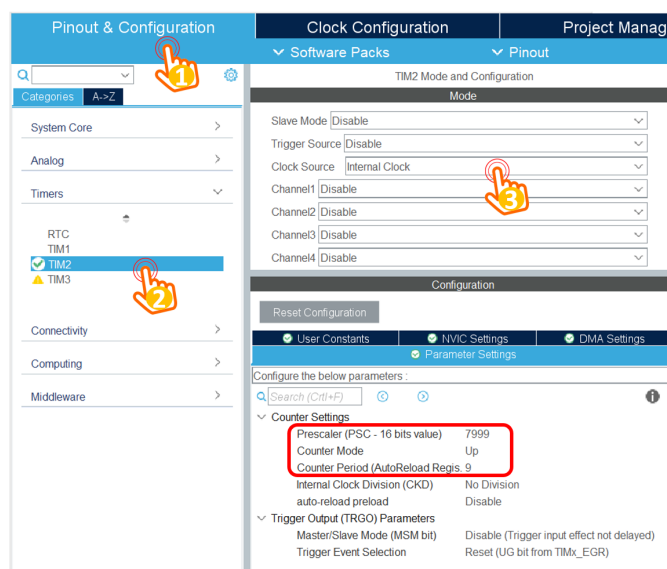 Pinout & Configuration
Clock Configuration
Project Manag
Software Packs
Pinout
1
Categories
A->Z
System Core
Analog
Timers
RTC
TIM1
TIM2
TIM3
2
Connectivity
Computing
Middleware
TIM2 Mode and Configuration
Mode
Slave Mode Disable
Trigger Source Disable
Clock Source Internal Clock
3
Channel1 Disable
Channel2 Disable
Channel3 Disable
Channel4 Disable
Configuration
Reset Configuration
User Constants
NVIC Settings
DMA Settings
Parameter Settings
Configure the below parameters :
Search (Crtl+F)
Counter Settings
Prescaler (PSC - 16 bits value) 7999
Counter Mode Up
Counter Period (AutoReload Regis. 9
Internal Clock Division (CKD) No Division
auto-reload preload Disable
Trigger Output (TRGO) Parameters
Master/Slave Mode (MSM bit) Disable (Trigger input effect not delayed)
Trigger Event Selection Reset (UG bit from TIMx_EGR)